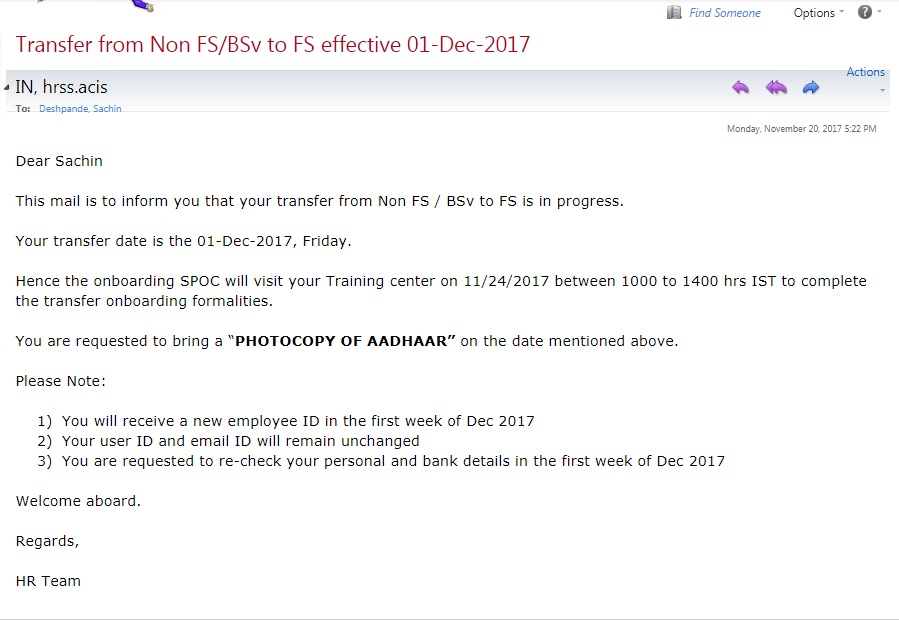 Find Someone Options
Transfer from Non FS/BSv to FS effective 01-Dec-2017
Actions
IN, hrss.acis
To: Deshpande, Sachin
Monday, November 20, 2017 5:22 PM
Dear Sachin
This mail is to inform you that your transfer from Non FS / BSv to FS is in progress.
Your transfer date is the 01-Dec-2017, Friday.
Hence the onboarding SPOC will visit your Training center on 11/24/2017 between 1000 to 1400 hrs IST to complete
the transfer onboarding formalities.
You are requested to bring a “PHOTOCOPY OF AADHAAR” on the date mentioned above.
Please Note:
1) You will receive a new employee ID in the first week of Dec 2017
2) Your user ID and email ID will remain unchanged
3) You are requested to re-check your personal and bank details in the first week of Dec 2017
Welcome aboard.
Regards,
HR Team